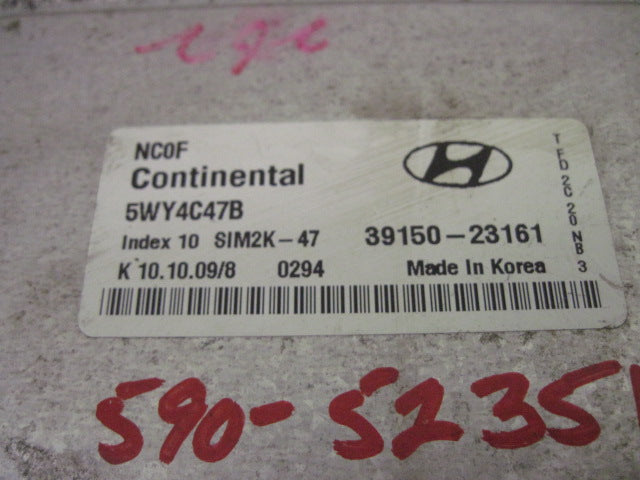 NC0F
Continental
5WY4C47B
Index 10 SIM2K-47
39150-23161
K 10.10.09/8 0294 Made In Korea
TFD2C20NB3
590-5235